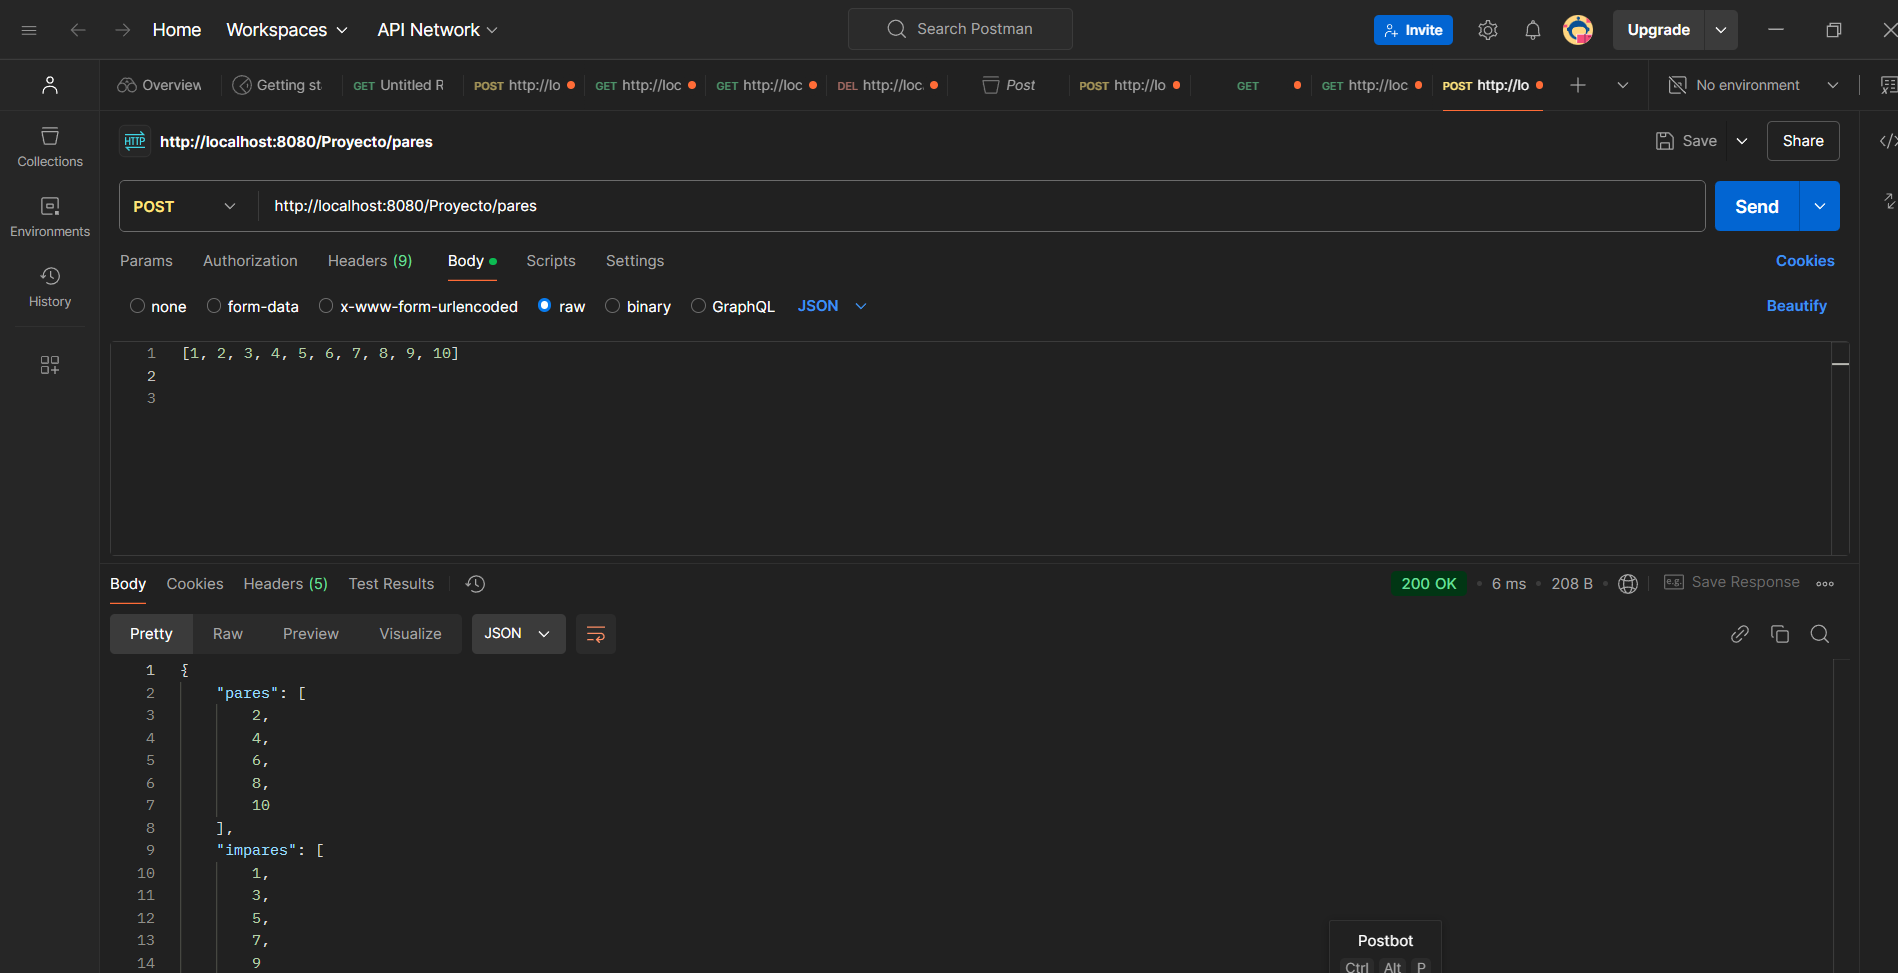 Home Workspaces API Network Search Postman Invite Upgrade
Overview Getting st GET Untitled R POST http://lo GET http://loc GET http://loc DEL http://loc. Post POST http://lo GET GET http://loc POST http://lo No environment
HTTP http://localhost:8080/Proyecto/pares Save Share
Collections
Environments
History
POST http://localhost:8080/Proyecto/pares Send
Params Authorization Headers (9) Body Scripts Settings Cookies
none form-data x-www-form-urlencoded raw binary GraphQL JSON Beautify
1 [1, 2, 3, 4, 5, 6, 7, 8, 9, 10]
2
3
Body Cookies Headers (5) Test Results 200 OK 6 ms 208 B e.g. Save Response
Pretty Raw Preview Visualize JSON
1 {
2 "pares": [
3 2,
4 4,
5 6,
6 8,
7 10
8 ],
9 "impares": [
10 1,
11 3,
12 5,
13 7,
14 9
Postbot
Ctrl Alt P